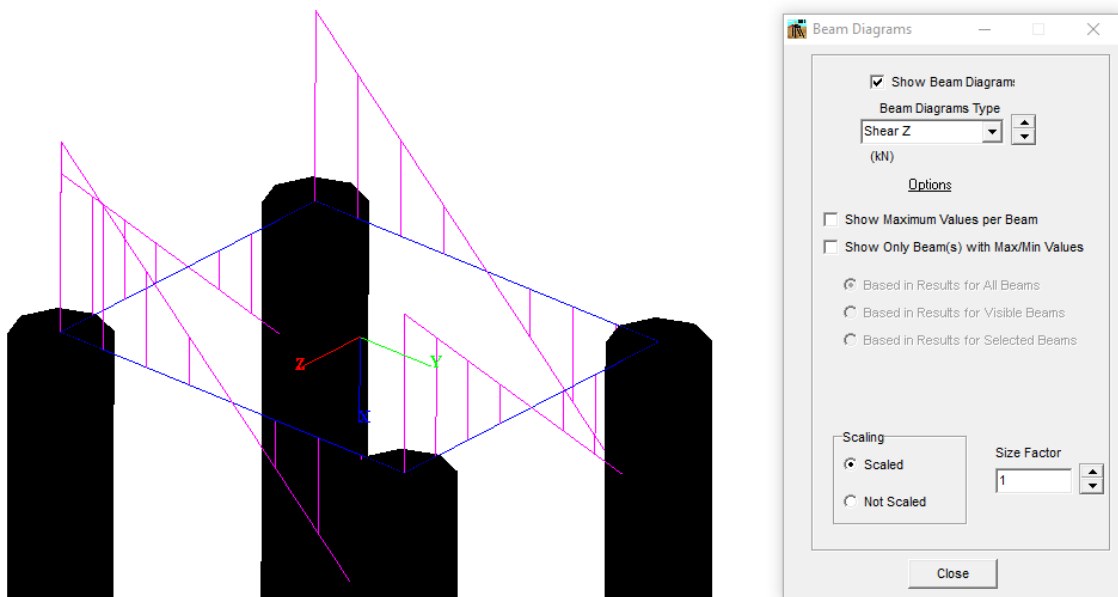 Beam Diagrams
Show Beam Diagrams
Beam Diagrams Type
Shear Z
(kN)
Options
Show Maximum Values per Beam
Show Only Beam(s) with Max/Min Values
Based in Results for All Beams
Based in Results for Visible Beams
Based in Results for Selected Beams
Scaling
Scaled
Not Scaled
Size Factor
1
Close
Z
Y
X